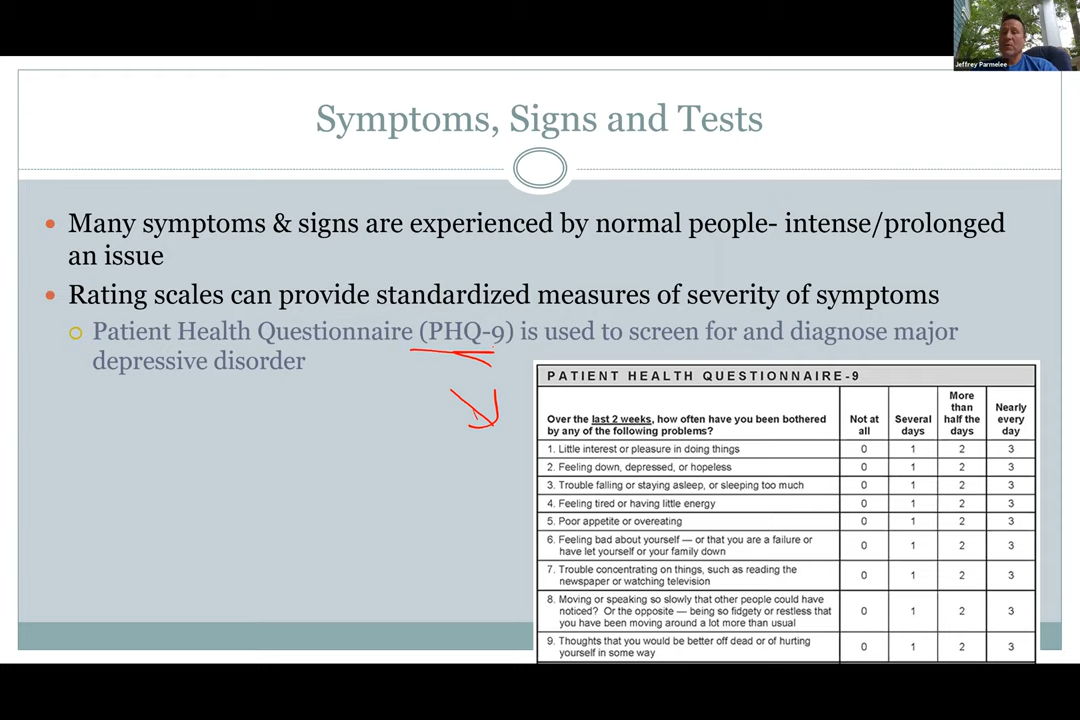 Jeffrey Parmelee
Symptoms, Signs and Tests
• Many symptoms & signs are experienced by normal people- intense/prolonged
an issue
• Rating scales can provide standardized measures of severity of symptoms
Patient Health Questionnaire (PHQ-9) is used to screen for and diagnose major
depressive disorder
PATIENT HEALTH QUESTIONNAIRE-9
Over the last 2 weeks, how often have you been bothered
by any of the following problems?
Not at
all
Several
days
More
than
half the
days
Nearly
every
day
1. Little interest or pleasure in doing things 0 1 2 3
2. Feeling down, depressed, or hopeless 0 1 2 3
3. Trouble falling or staying asleep, or sleeping too much 0 1 2 3
4. Feeling tired or having little energy 0 1 2 3
5. Poor appetite or overeating 0 1 2 3
6. Feeling bad about yourself — or that you are a failure or
have let yourself or your family down 0 1 2 3
7. Trouble concentrating on things, such as reading the
newspaper or watching television 0 1 2 3
8. Moving or speaking so slowly that other people could have
noticed? Or the opposite — being so fidgety or restless that
you have been moving around a lot more than usual 0 1 2 3
9. Thoughts that you would be better off dead or of hurting
yourself in some way 0 1 2 3